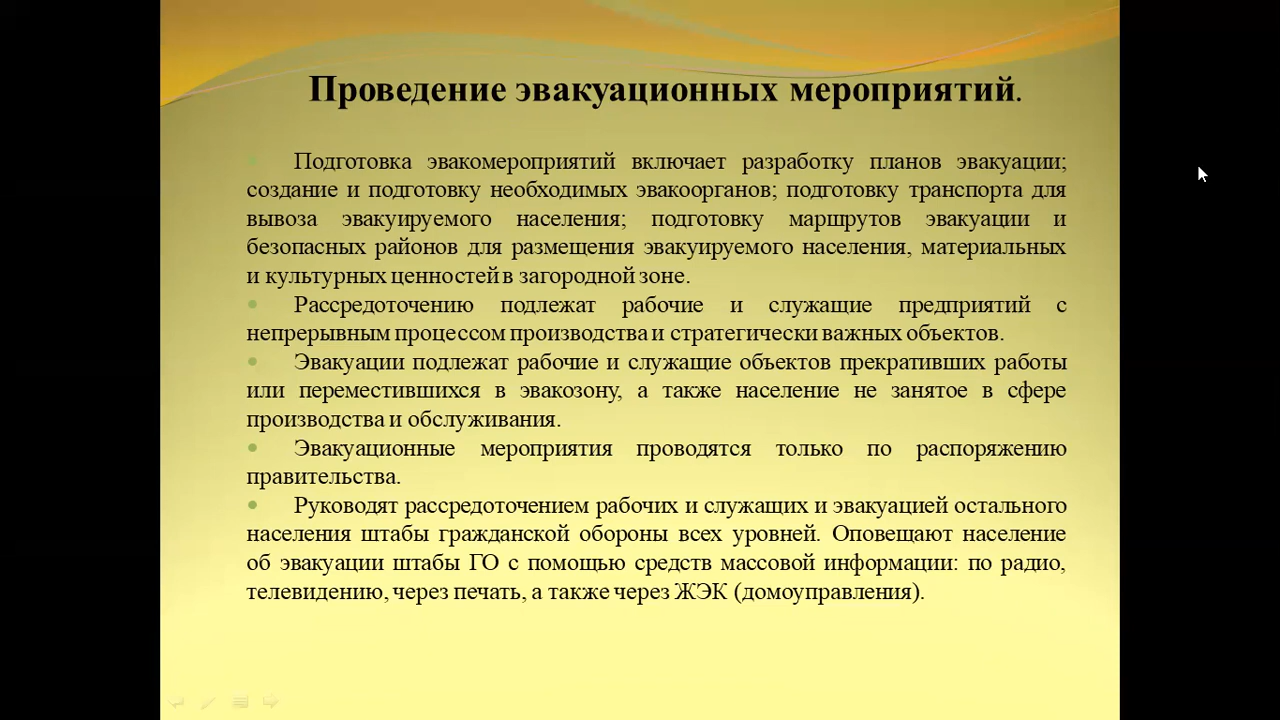 Проведение эвакуационных мероприятий.
Подготовка эвакомероприятий включает разработку планов эвакуации;
создание и подготовку необходимых эвакоорганов; подготовку транспорта для
вывоза эвакуируемого населения; подготовку маршрутов эвакуации и
безопасных районов для размещения эвакуируемого населения, материальных
и культурных ценностей в загородной зоне.
Рассредоточению подлежат рабочие и служащие предприятий с
непрерывным процессом производства и стратегически важных объектов.
Эвакуации подлежат рабочие и служащие объектов прекративших работы
или переместившихся в эвакозону, а также население не занятое в сфере
производства и обслуживания.
Эвакуационные мероприятия проводятся только по распоряжению
правительства.
Руководят рассредоточением рабочих и служащих и эвакуацией остального
населения штабы гражданской обороны всех уровней. Оповещают население
об эвакуации штабы ГО с помощью средств массовой информации: по радио,
телевидению, через печать, а также через ЖЭК (домоуправления).